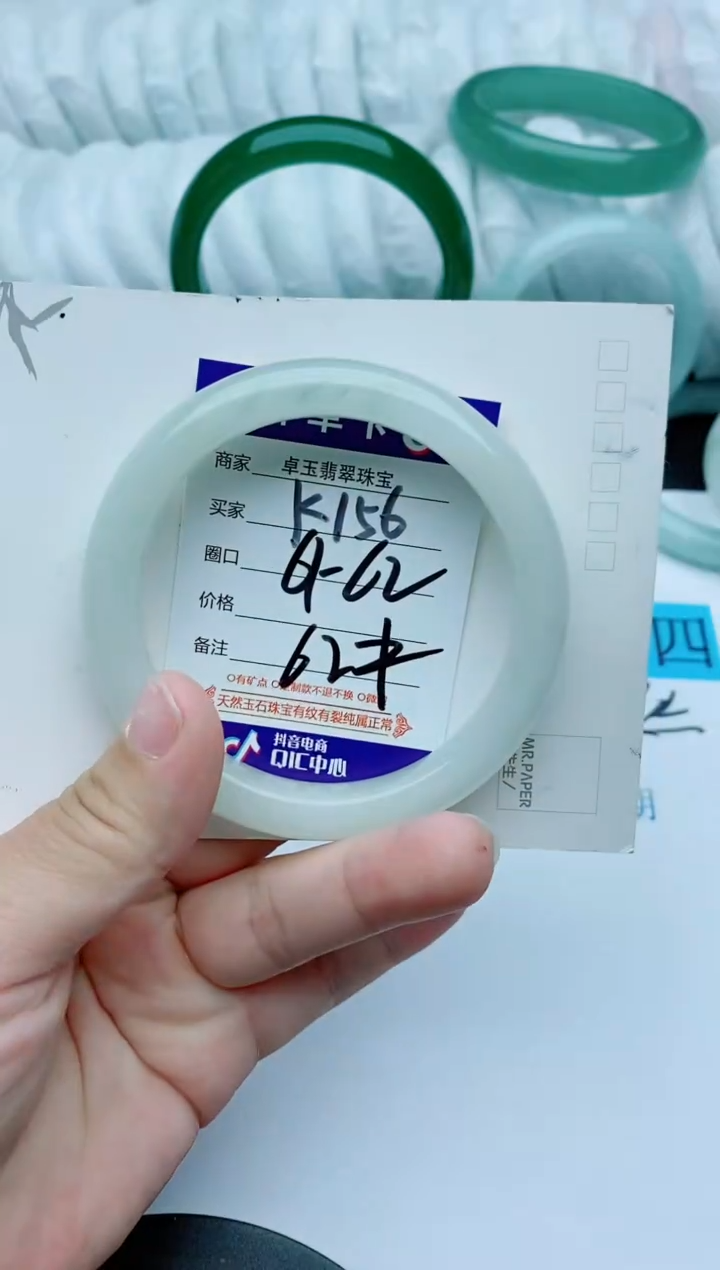 商家 卓玉翡翠珠宝
买家 K156
圈口 62
价格
备注 62
有矿点 制款不退不换
天然玉石珠宝有纹有裂纯属正常
抖音电商
QIC中心
四
MR.PAPER